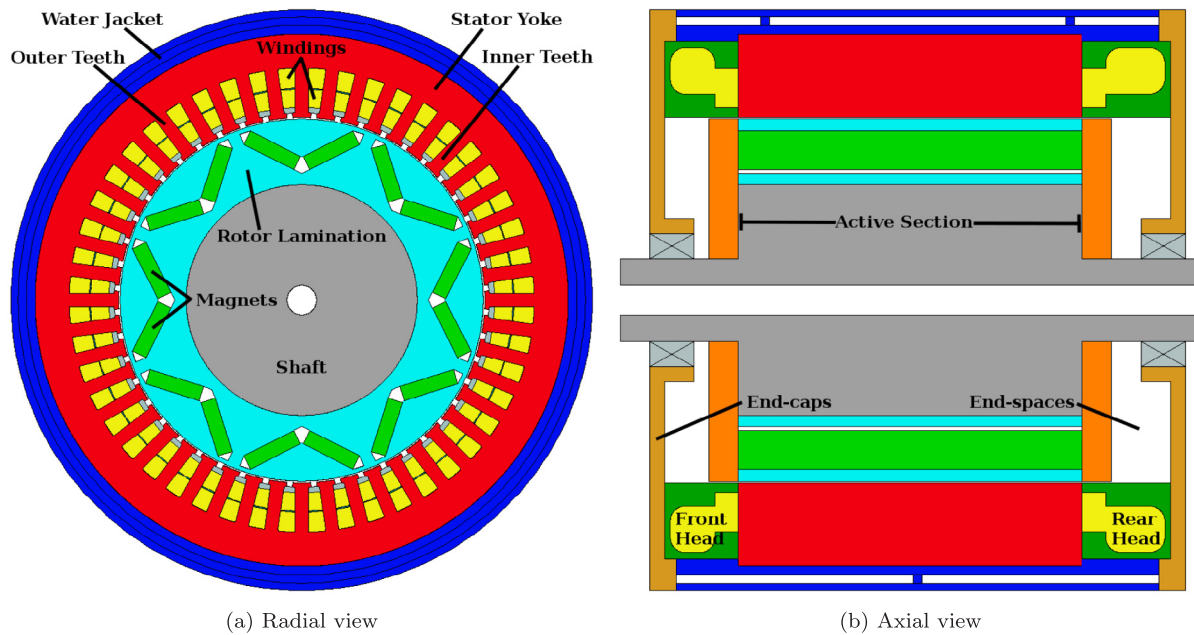 Water Jacket
Stator Yoke
Outer Teeth
Windings
Inner Teeth
Rotor Lamination
Magnets
Shaft
(a) Radial view
Active Section
End-caps
End-spaces
Front
Head
Rear
Head
(b) Axial view